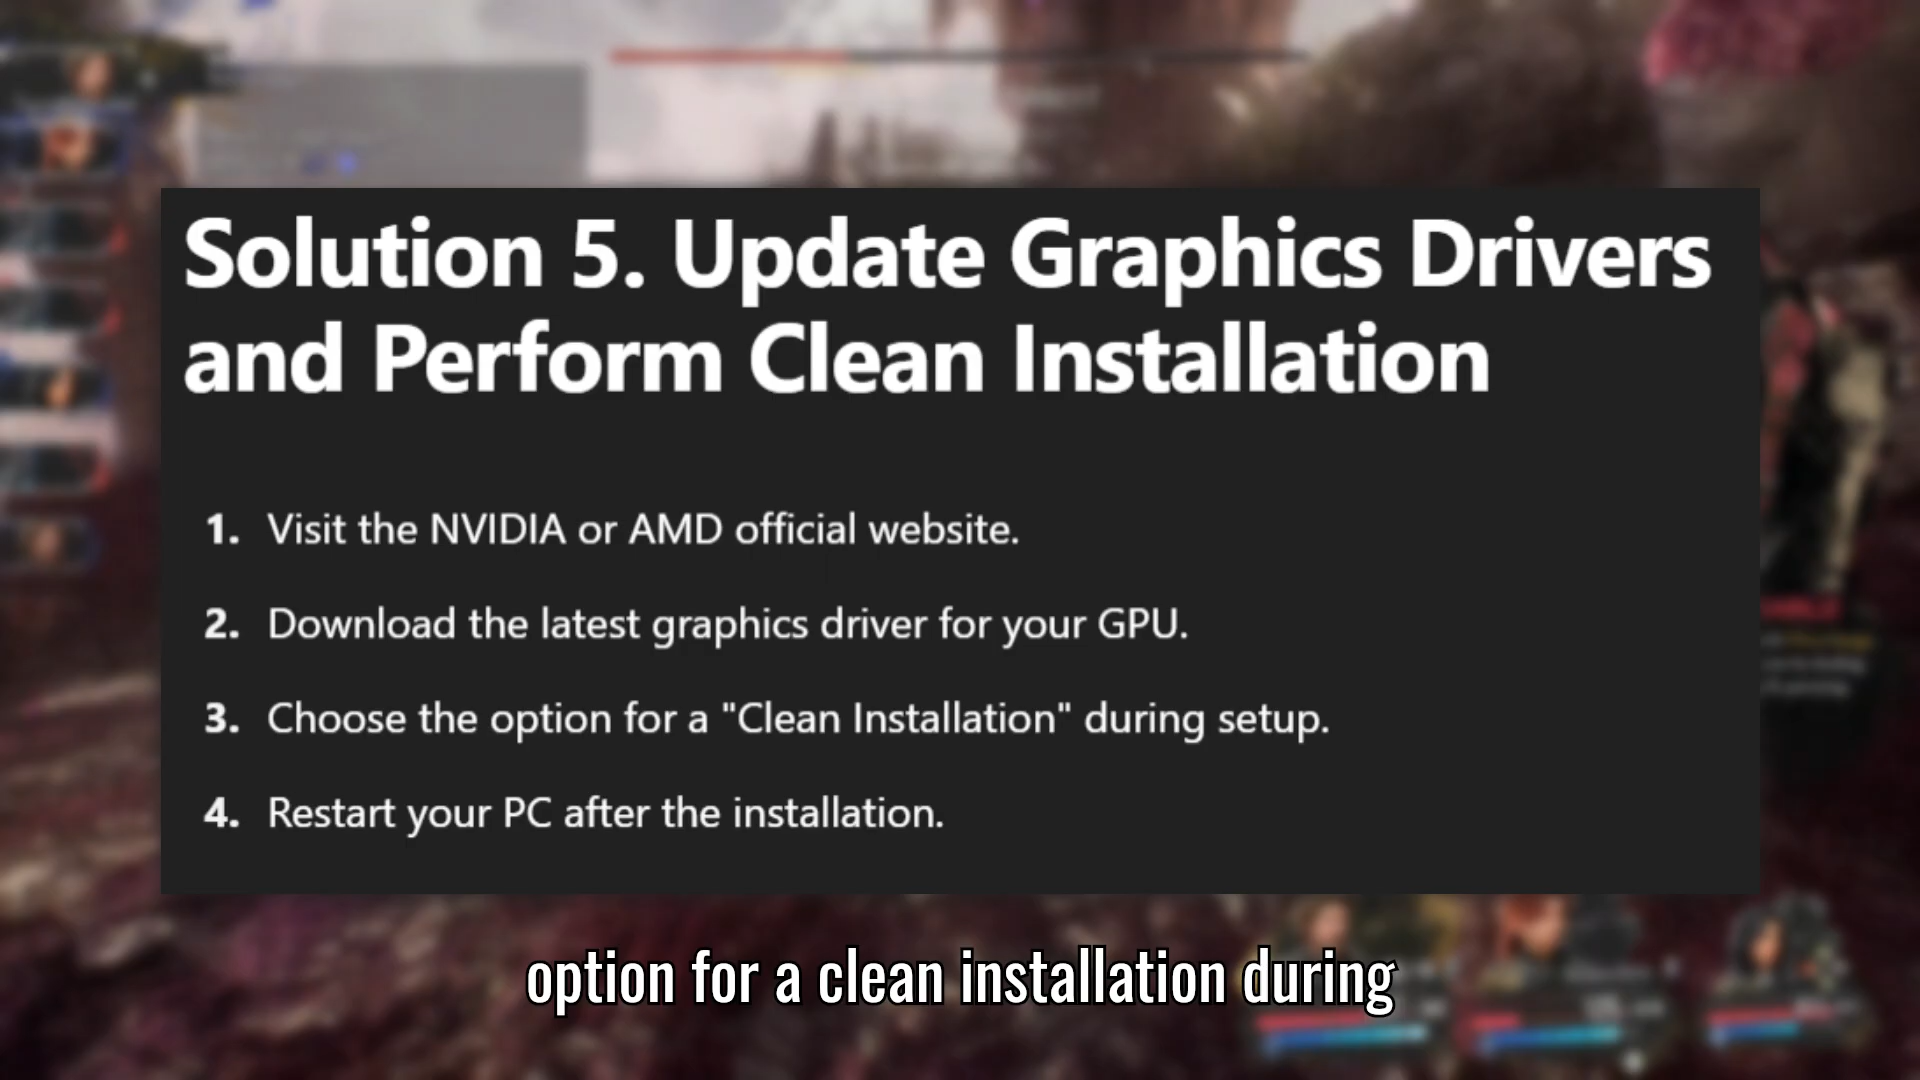 Solution 5. Update Graphics Drivers
and Perform Clean Installation
1. Visit the NVIDIA or AMD official website.
2. Download the latest graphics driver for your GPU.
3. Choose the option for a "Clean Installation" during setup.
4. Restart your PC after the installation.
option for a clean installation during